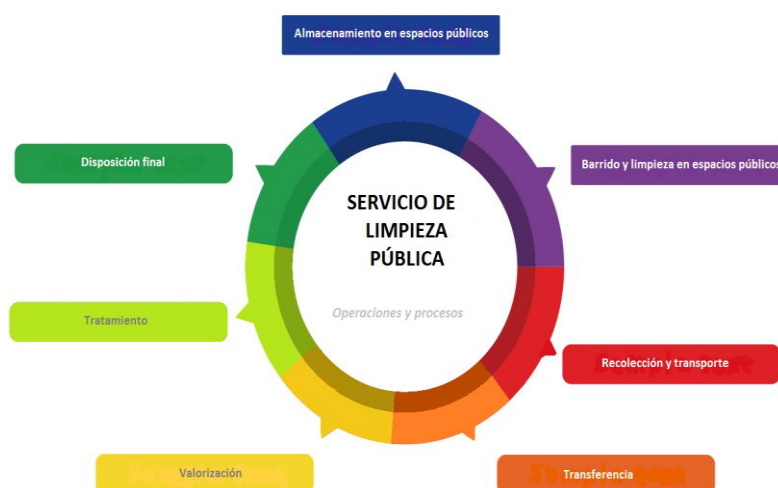 Almacenamiento en espacios públicos
Barrido y limpieza en espacios públicos
Disposición final
SERVICIO DE
LIMPIEZA
PÚBLICA
Operaciones y procesos
Tratamiento
Recolección y transporte
Valorización
Transferencia